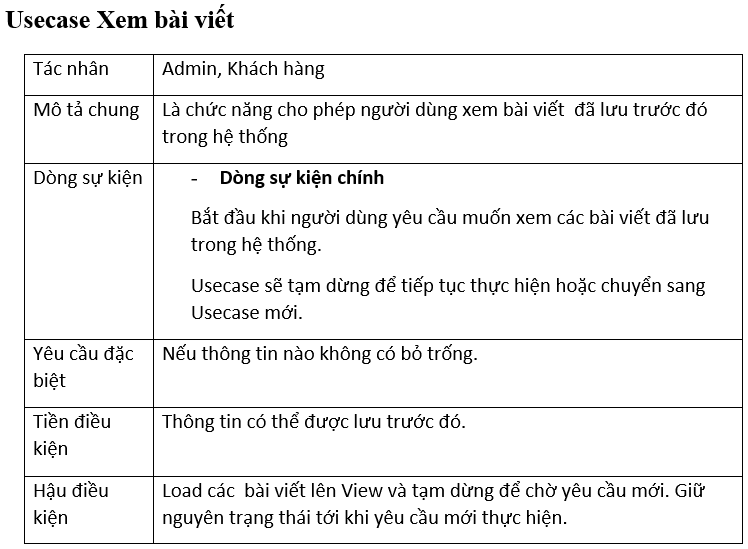 Usecase Xem bài viết
Tác nhân
Admin, Khách hàng
Mô tả chung
Là chức năng cho phép người dùng xem bài viết  đã lưu trước đó
trong hệ thống
Dòng sự kiện
- Dòng sự kiện chính
Bắt đầu khi người dùng yêu cầu muốn xem các bài viết đã lưu
trong hệ thống.
Usecase sẽ tạm dừng để tiếp tục thực hiện hoặc chuyển sang
Usecase mới.
Yêu cầu đặc
biệt
Nếu thông tin nào không có bỏ trống.
Tiền điều
kiện
Thông tin có thể được lưu trước đó.
Hậu điều
kiện
Load các  bài viết lên View và tạm dừng để chờ yêu cầu mới. Giữ
nguyên trạng thái tới khi yêu cầu mới thực hiện.